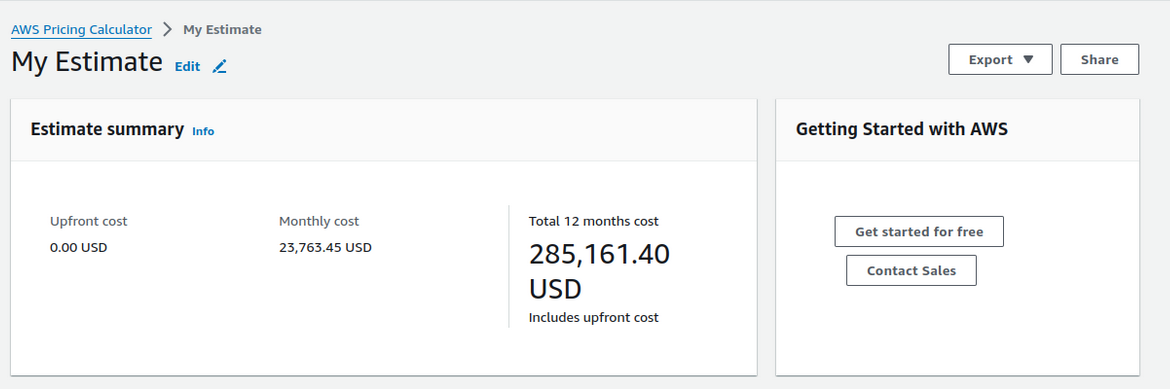 AWS Pricing Calculator > My Estimate
My Estimate Edit
Export
Share
Estimate summary Info
Upfront cost
0.00 USD
Monthly cost
23,763.45 USD
Total 12 months cost
285,161.40
USD
Includes upfront cost
Getting Started with AWS
Get started for free
Contact Sales